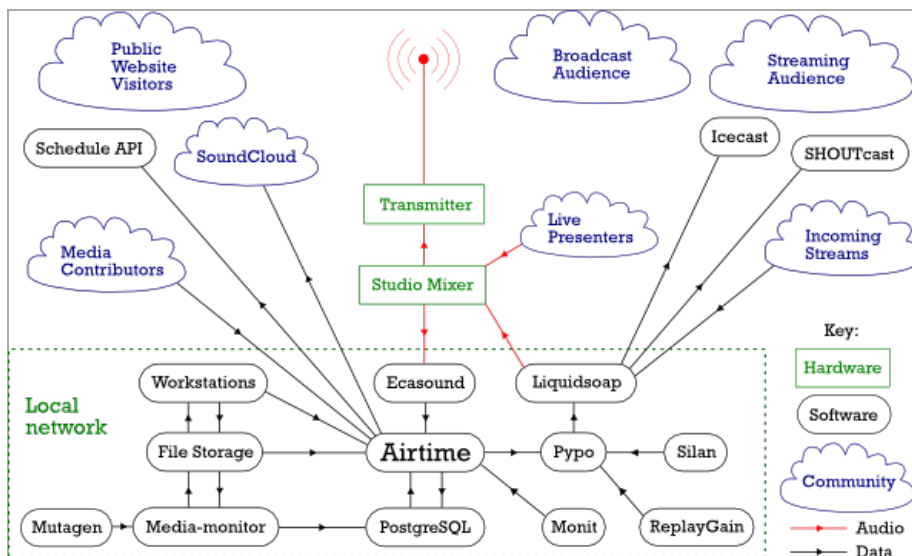 Public
Website
Visitors
Broadcast
Audience
Streaming
Audience
Schedule API
SoundCloud
Icecast
SHOUTcast
Transmitter
Live
Presenters
Media
Contributors
Incoming
Streams
Studio Mixer
Key:
Hardware
Software
Community
Audio
Data
Local
network
Workstations
Ecasound
Liquidsoap
File Storage
Airtime
Pypo
Silan
Mutagen
Media-monitor
PostgreSQL
Monit
ReplayGain